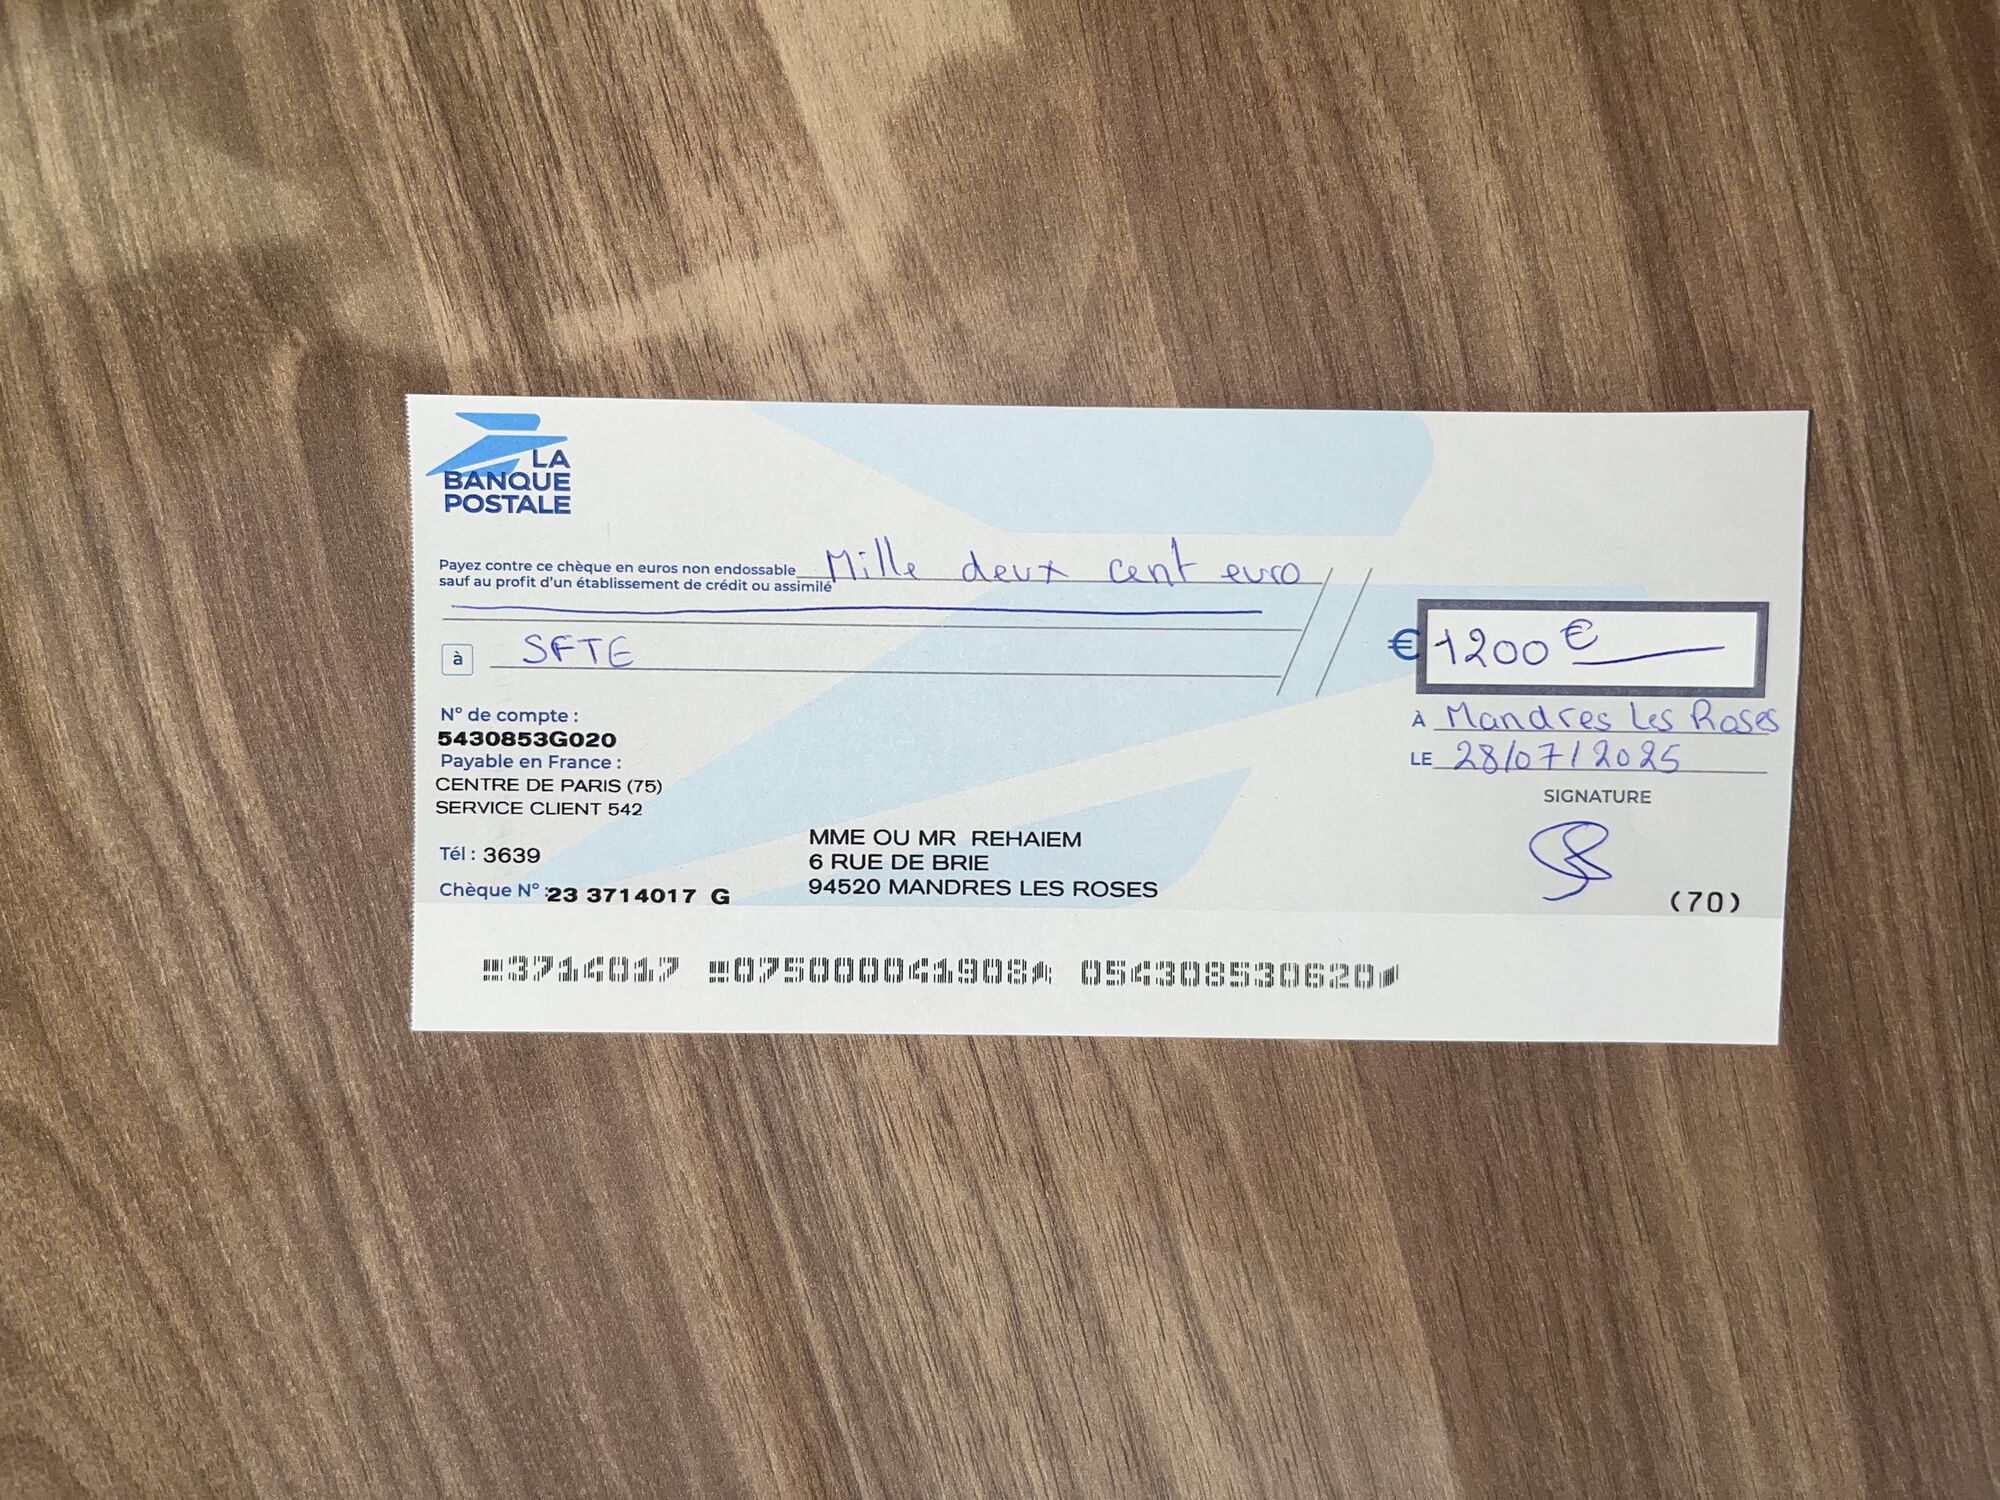 LA
BANQUE
POSTALE
Payez contre ce chèque en euros non endossable Mille deux cent euro
sauf au profit d'un établissement de crédit ou assimilé
à SFTE
€ 1200 €
À Mandres les Roses
LE 28/07/2025
SIGNATURE
N° de compte :
5430853G020
Payable en France :
CENTRE DE PARIS (75)
SERVICE CLIENT 542
Tél : 3639
Chèque N° : 23 3714017 G
MME OU MR REHAIEM
6 RUE DE BRIE
94520 MANDRES LES ROSES
(70)
3714017 075000041908 054308530620